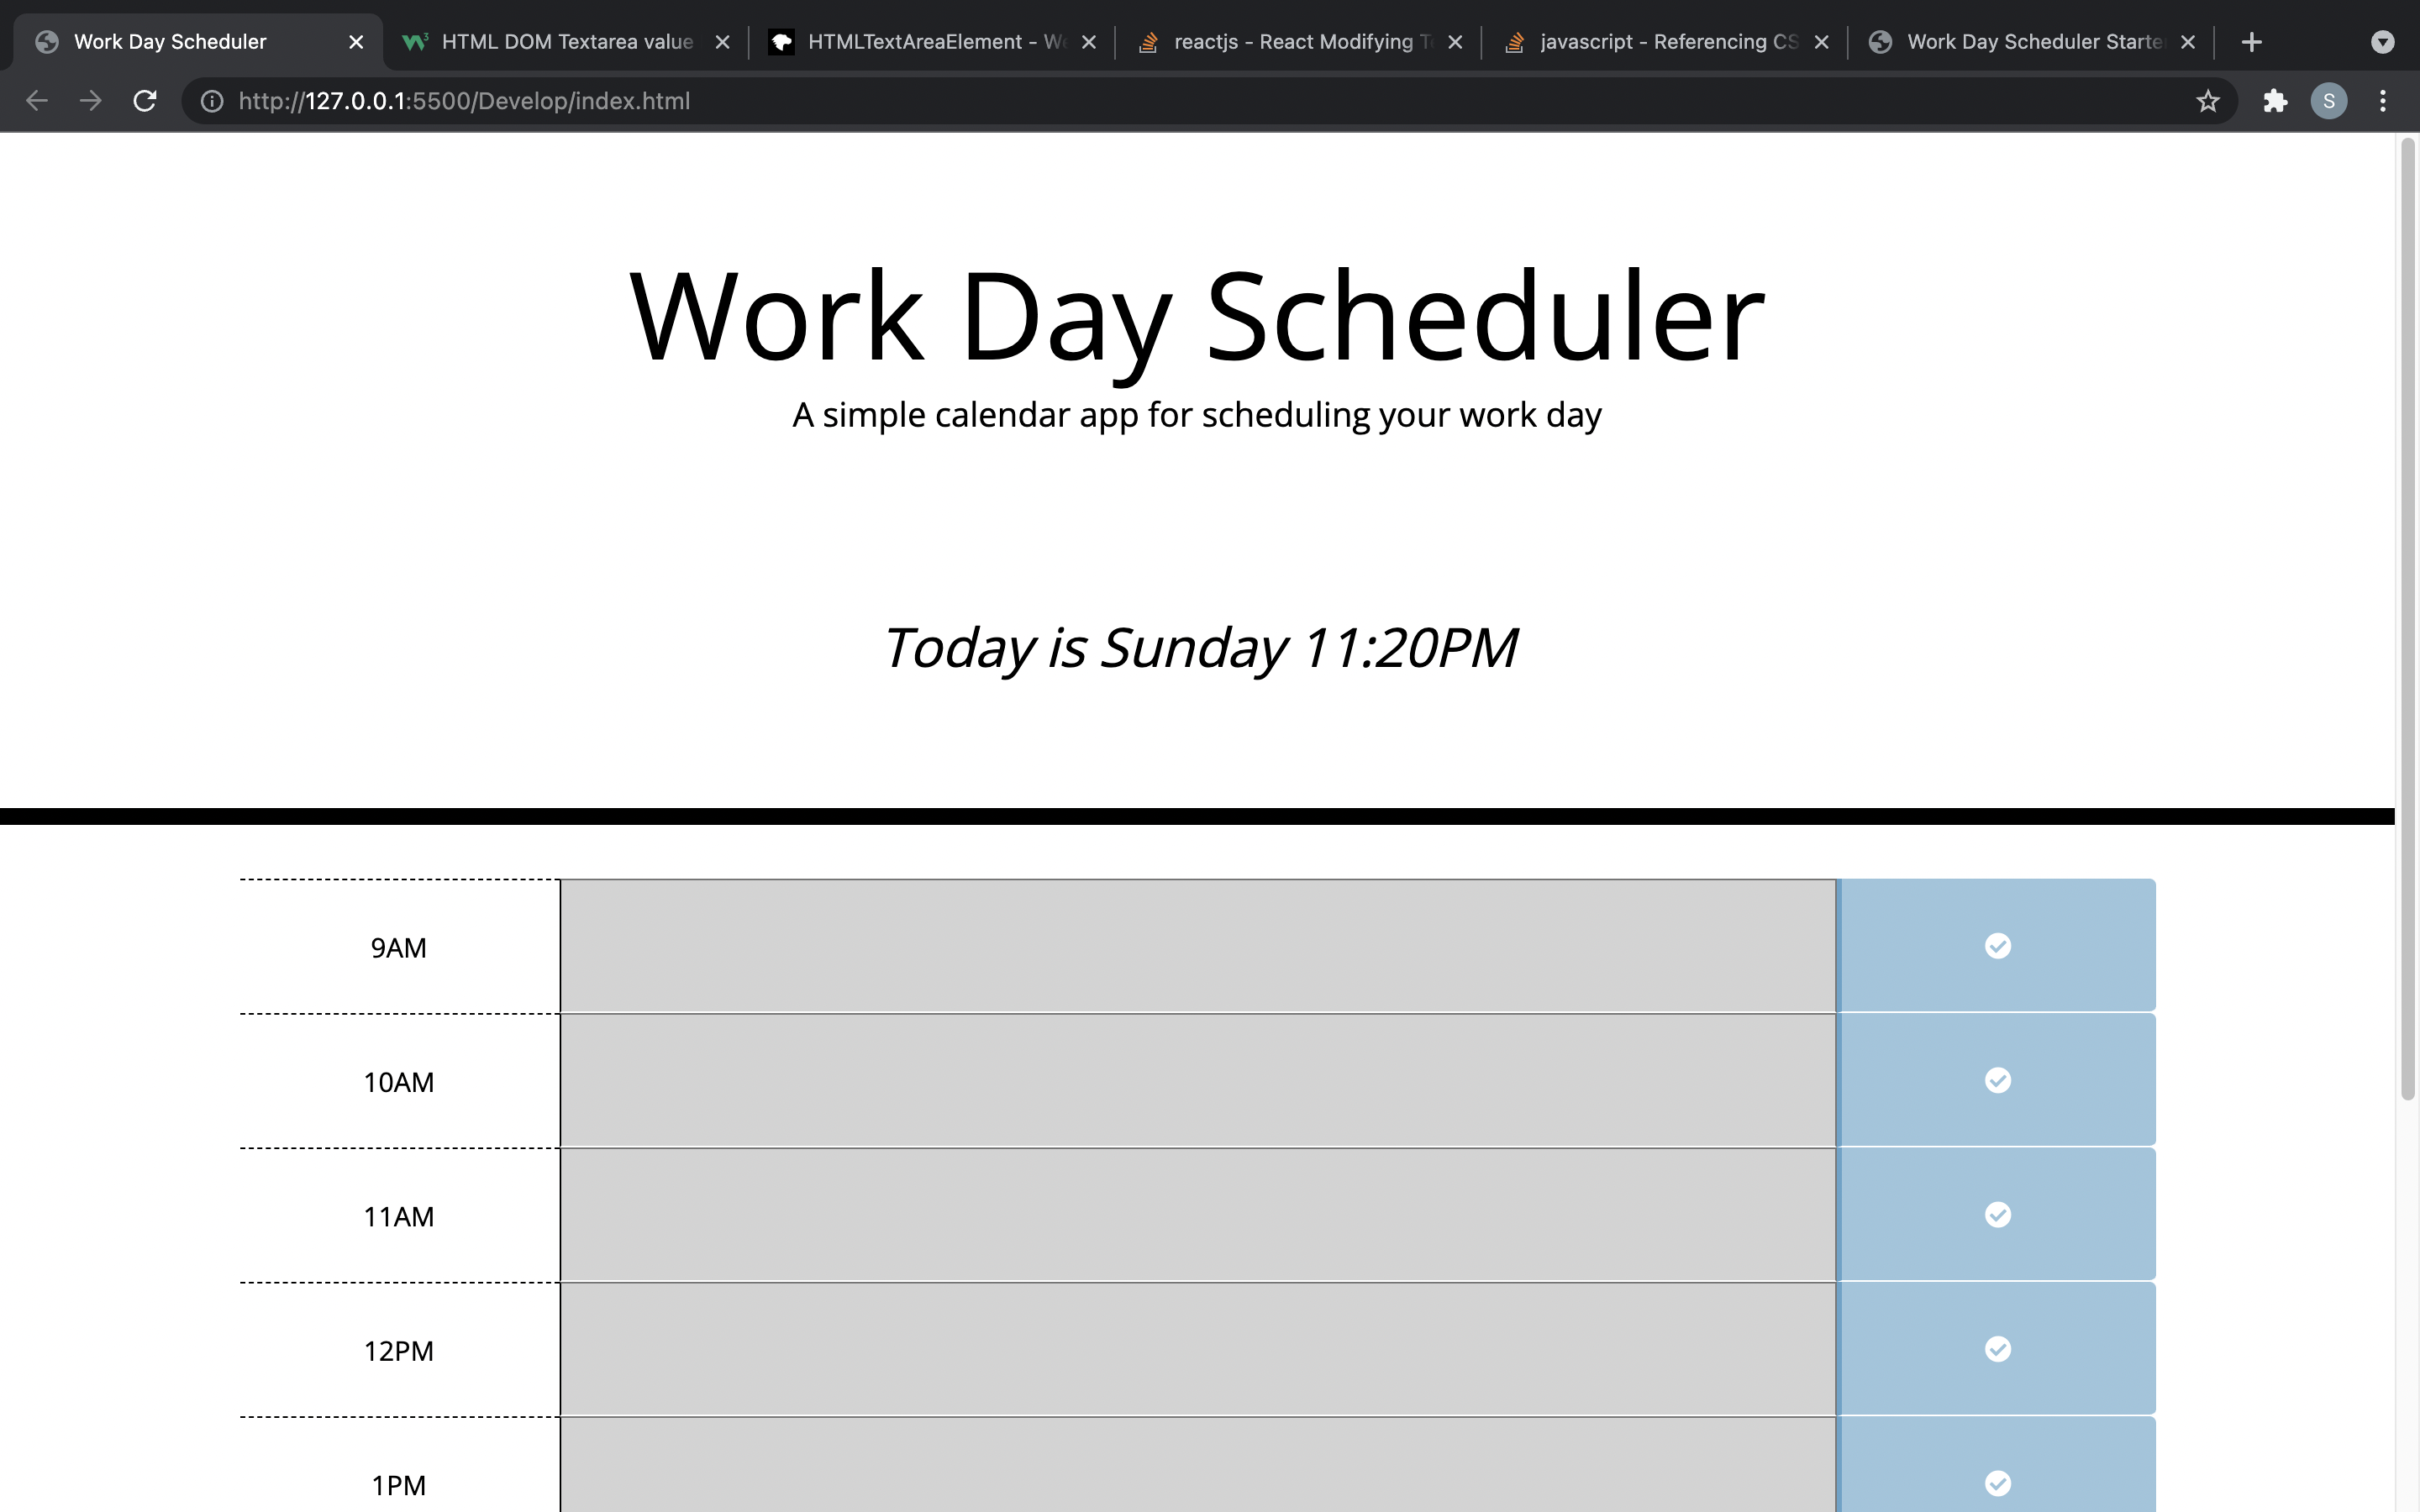 Work Day Scheduler
HTML DOM Textarea value
HTMLTextAreaElement - We
reactjs - React Modifying Te
javascript - Referencing CS
Work Day Scheduler Starte
http://127.0.0.1:5500/Develop/index.html
S
Work Day Scheduler
A simple calendar app for scheduling your work day
Today is Sunday 11:20PM
9AM
10AM
11AM
12PM
1PM